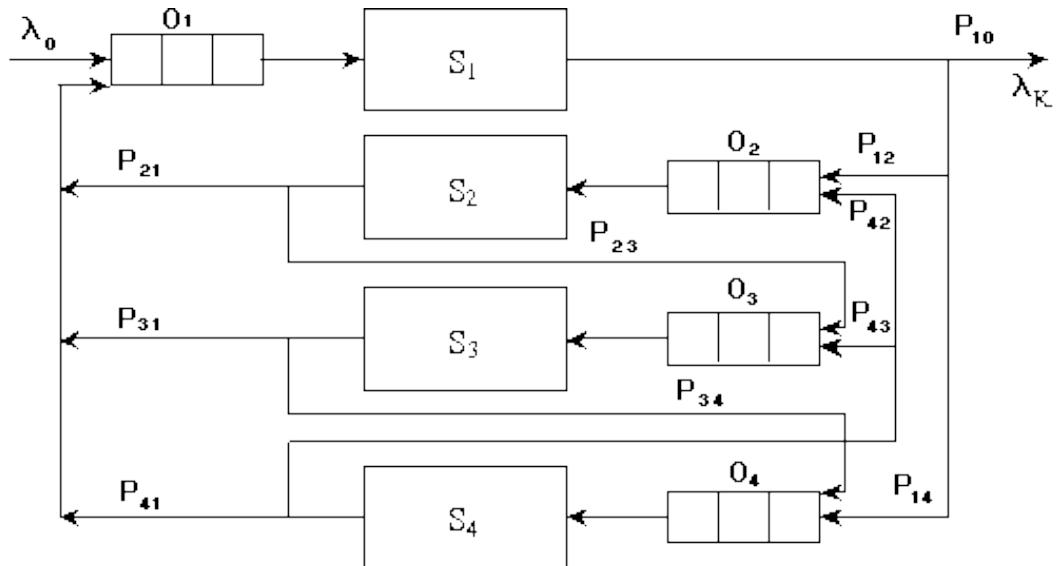 λ₀
O₁
S₁
P₁₀
λ_K
P₂₁
S₂
O₂
P₁₂
P₄₂
P₂₃
P₃₁
S₃
O₃
P₄₃
P₃₄
P₄₁
S₄
O₄
P₁₄